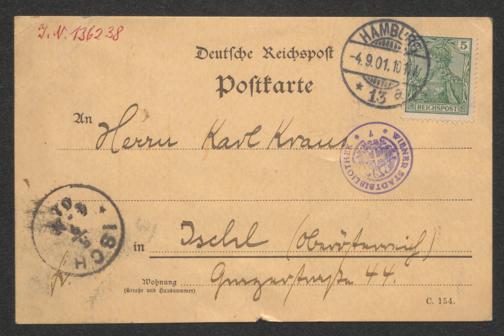 I. N. 136238
Deutsche Reichspost
Postkarte
HAMBURG
-4.9.01.10
* 13 a
5
REICHSPOST
An
Herrn Karl Kraus
* WIENER STADTBIBLIOTHEK *
ISCHL
in Ischl (Oberösterreich)
Wohnung
(Straße und Hausnummer)
Grazerstraße 44.
C. 154.